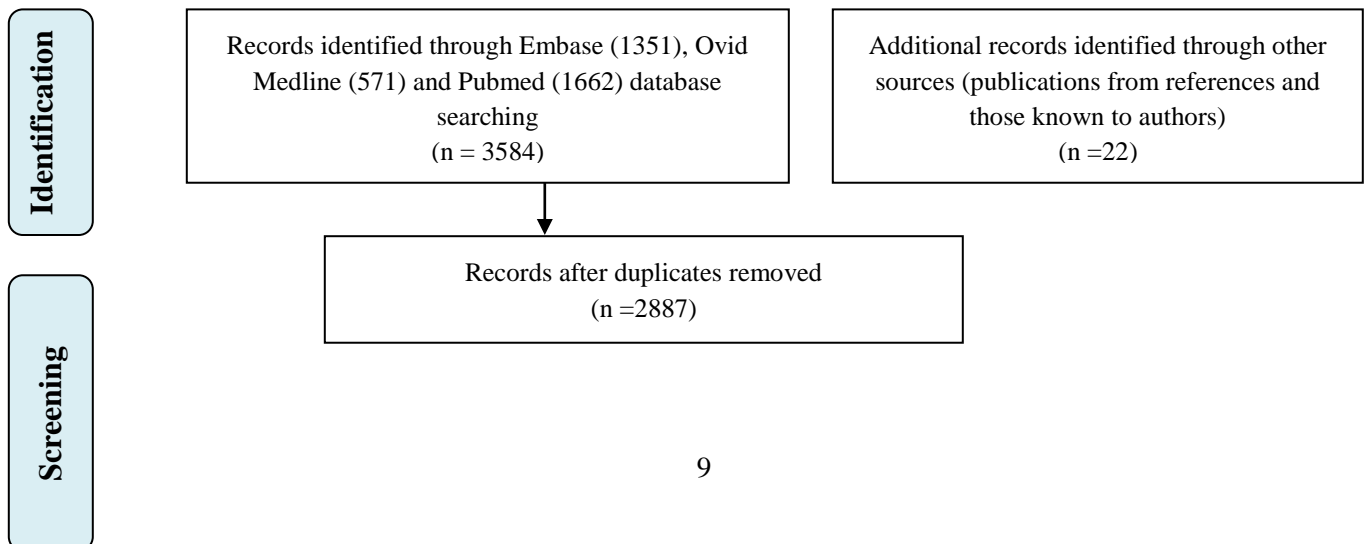 Identification
Records identified through Embase (1351), Ovid
Medline (571) and Pubmed (1662) database
searching
(n = 3584)
Additional records identified through other
sources (publications from references and
those known to authors)
(n =22)
Records after duplicates removed
(n =2887)
Screening
9